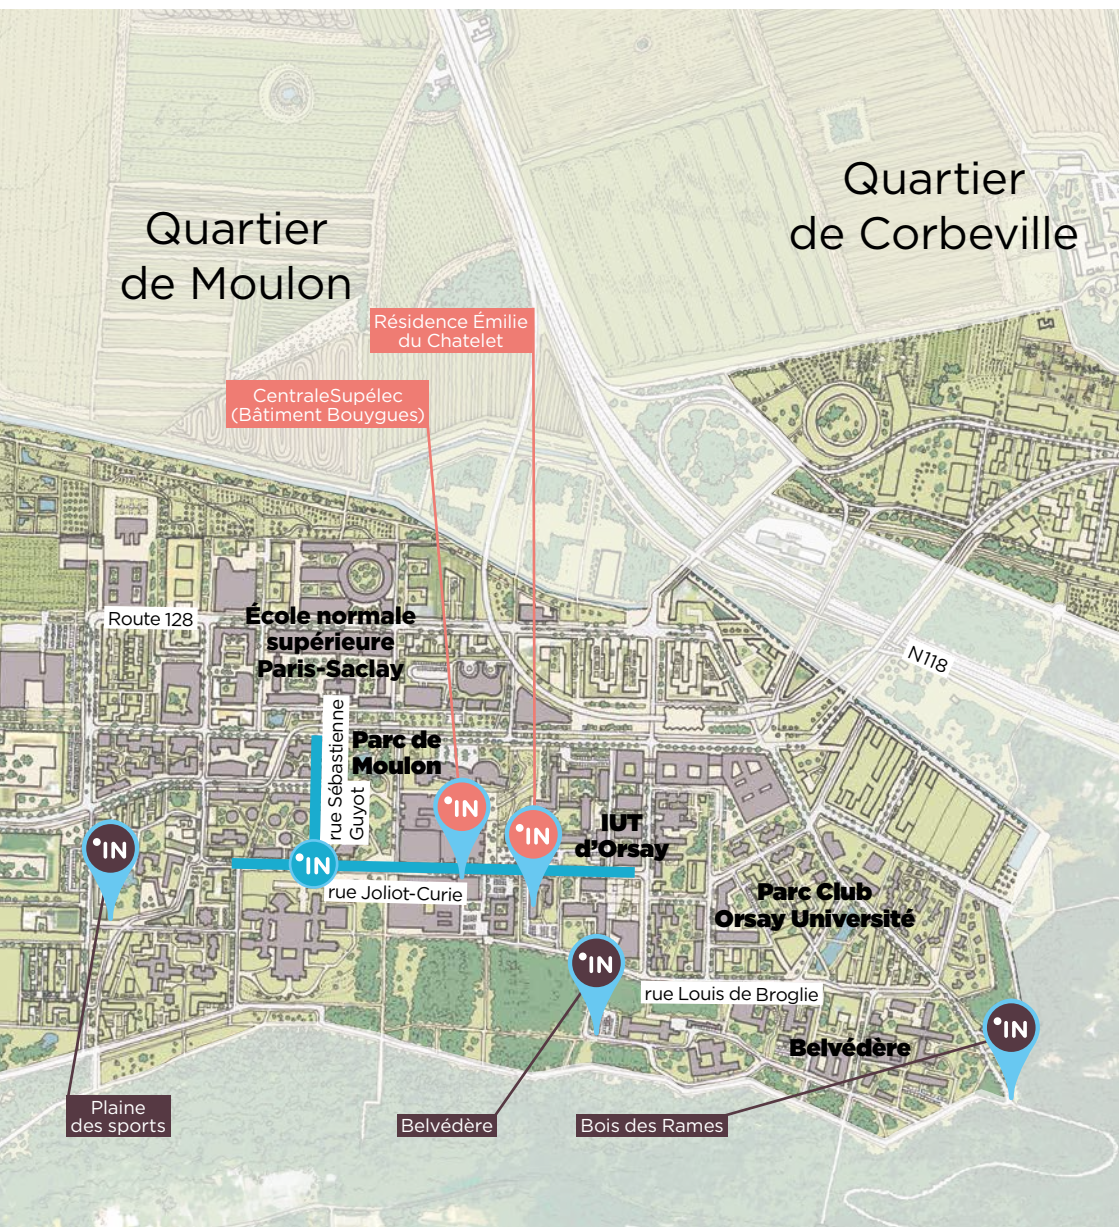 Quartier
de Corbeville
Quartier
de Moulon
Résidence Émilie
du Chatelet
CentraleSupélec
(Bâtiment Bouygues)
Route 128
École normale
supérieure
Paris-Saclay
N118
rue Sébastienne
Guyot
Parc de
Moulon
IN
IN
IUT
d'Orsay
IN
IN
rue Joliot-Curie
Parc Club
Orsay Université
IN
rue Louis de Broglie
IN
Belvédère
Plaine
des sports
Belvédère
Bois des Rames